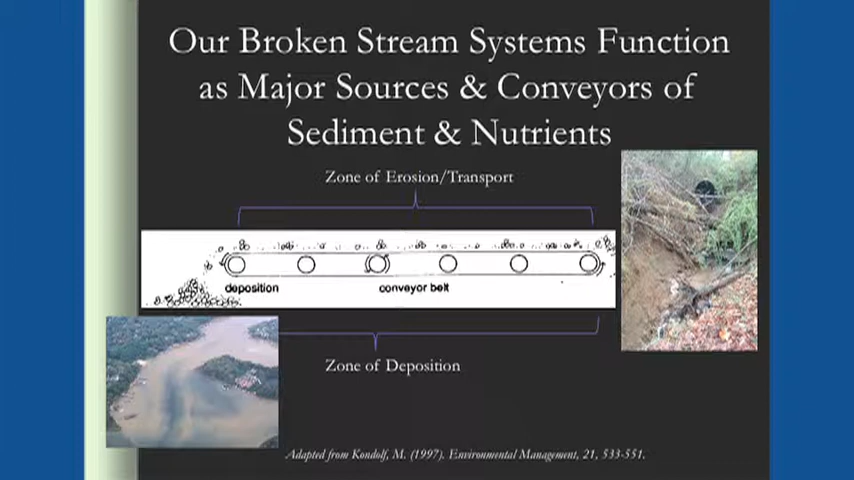 Our Broken Stream Systems Function
as Major Sources & Conveyors of
Sediment & Nutrients
Zone of Erosion/Transport
deposition
conveyor belt
Zone of Deposition
Adapted from Kondolf, M. (1997). Environmental Management, 21, 533-551.